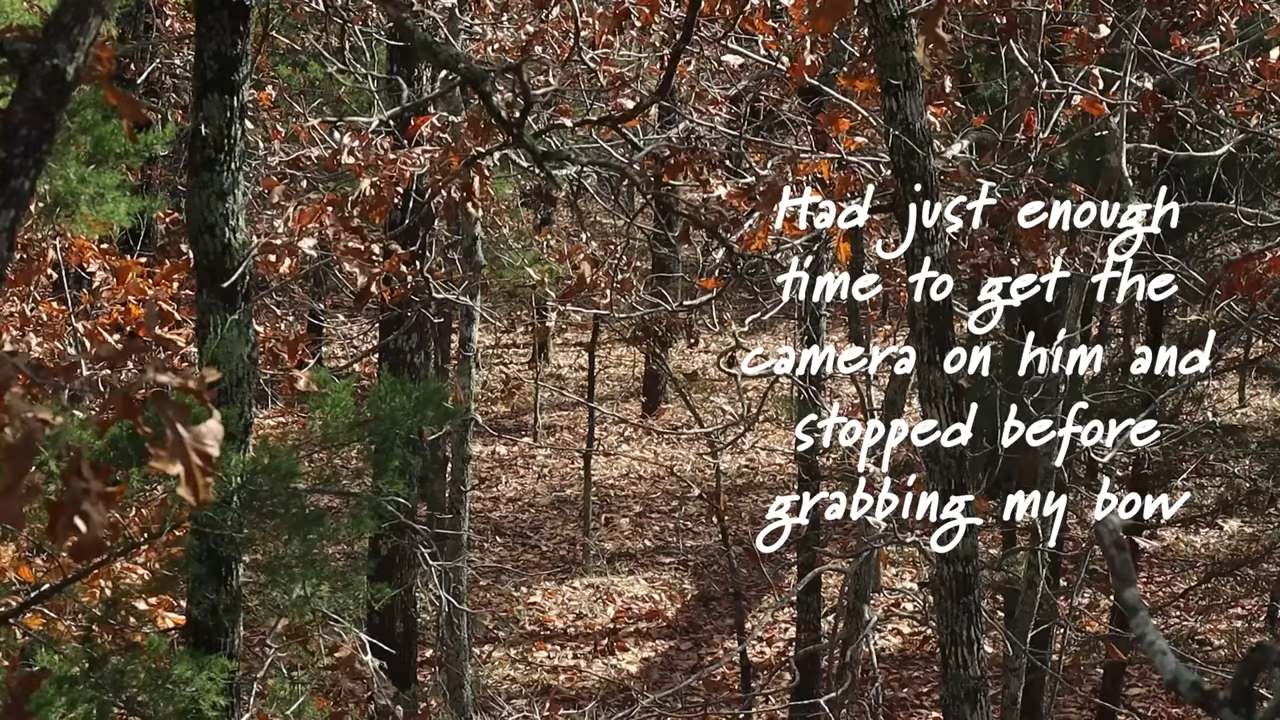 Had just enough
time to get the
camera on him and
stopped before
grabbing my bow